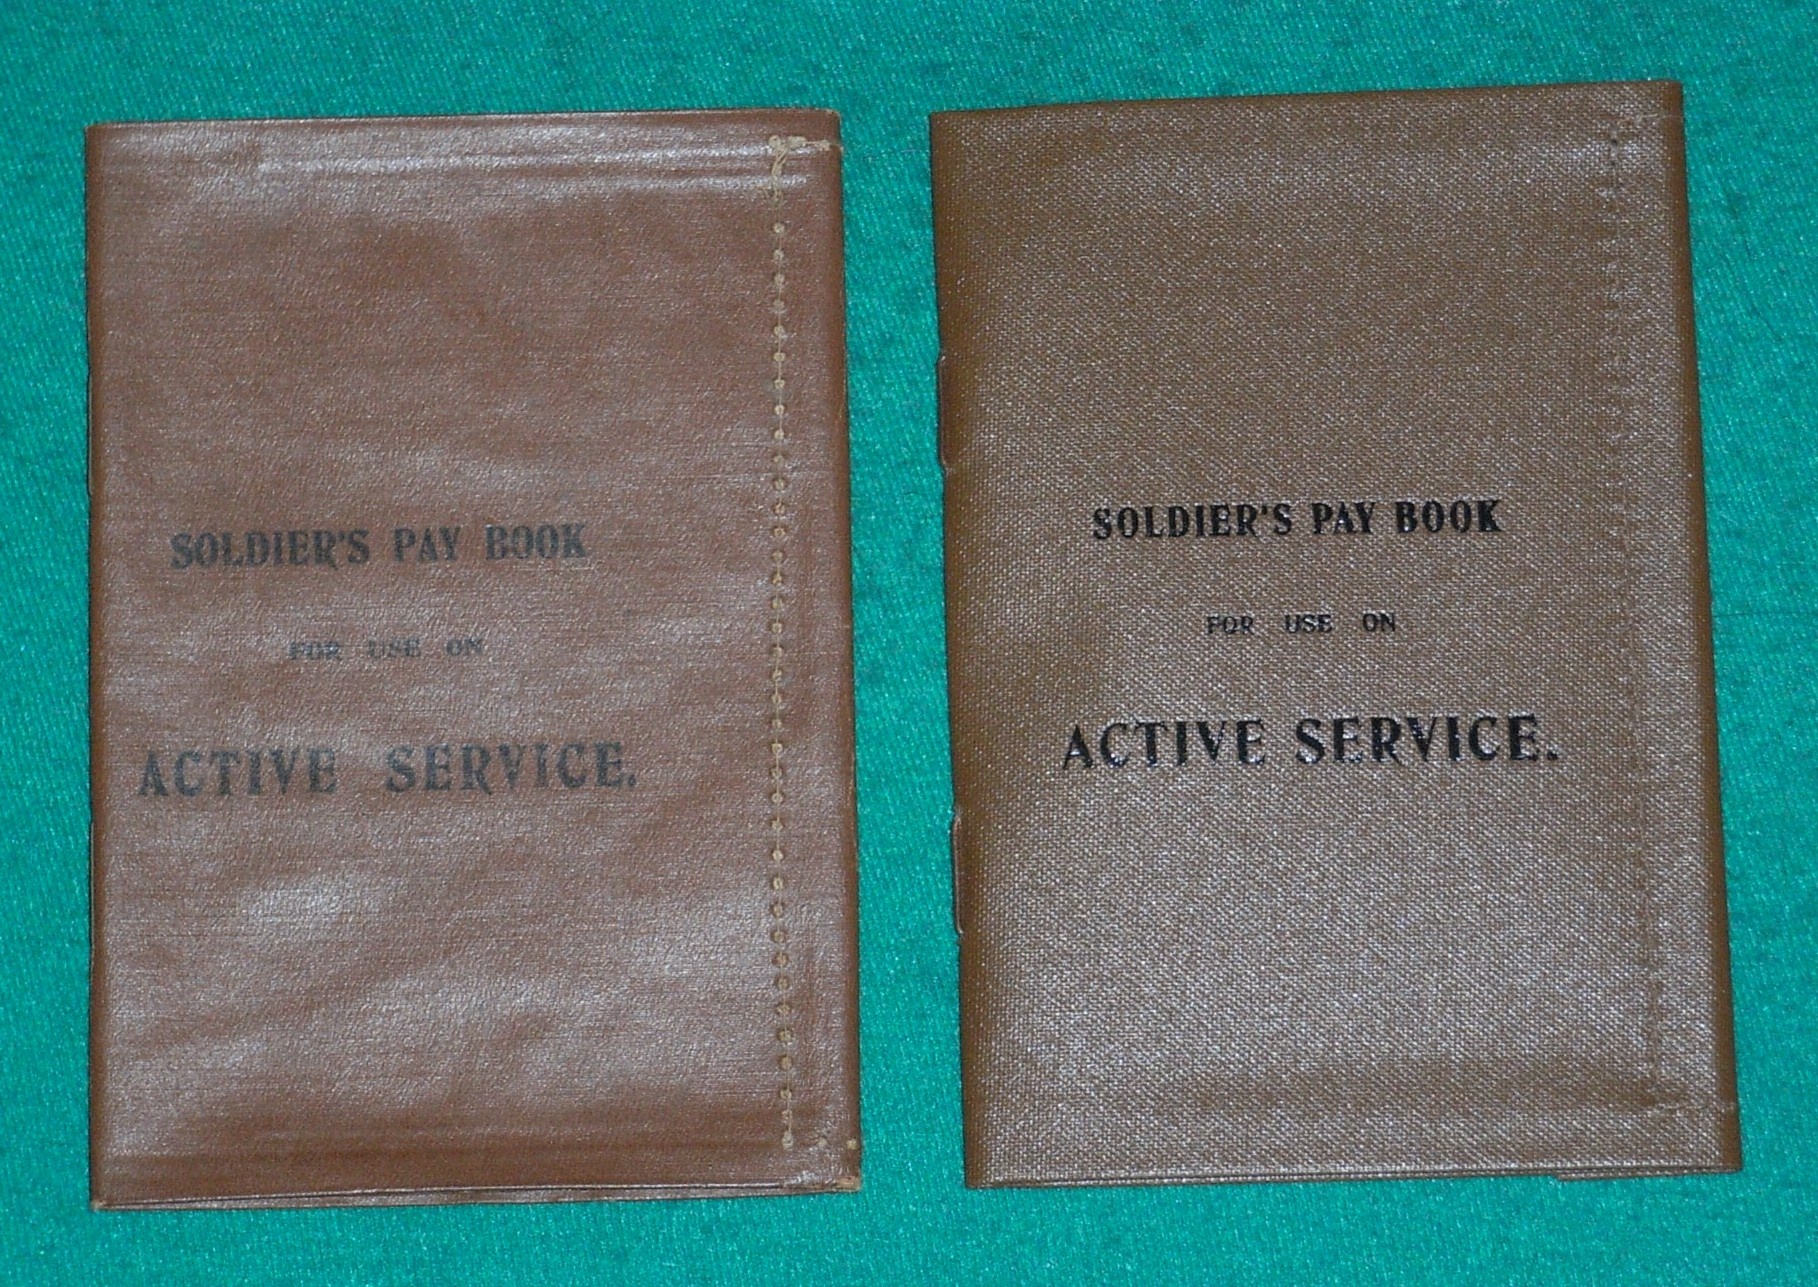 SOLDIER'S PAY BOOK
FOR USE ON
ACTIVE SERVICE.
SOLDIER'S PAY BOOK
FOR USE ON
ACTIVE SERVICE.